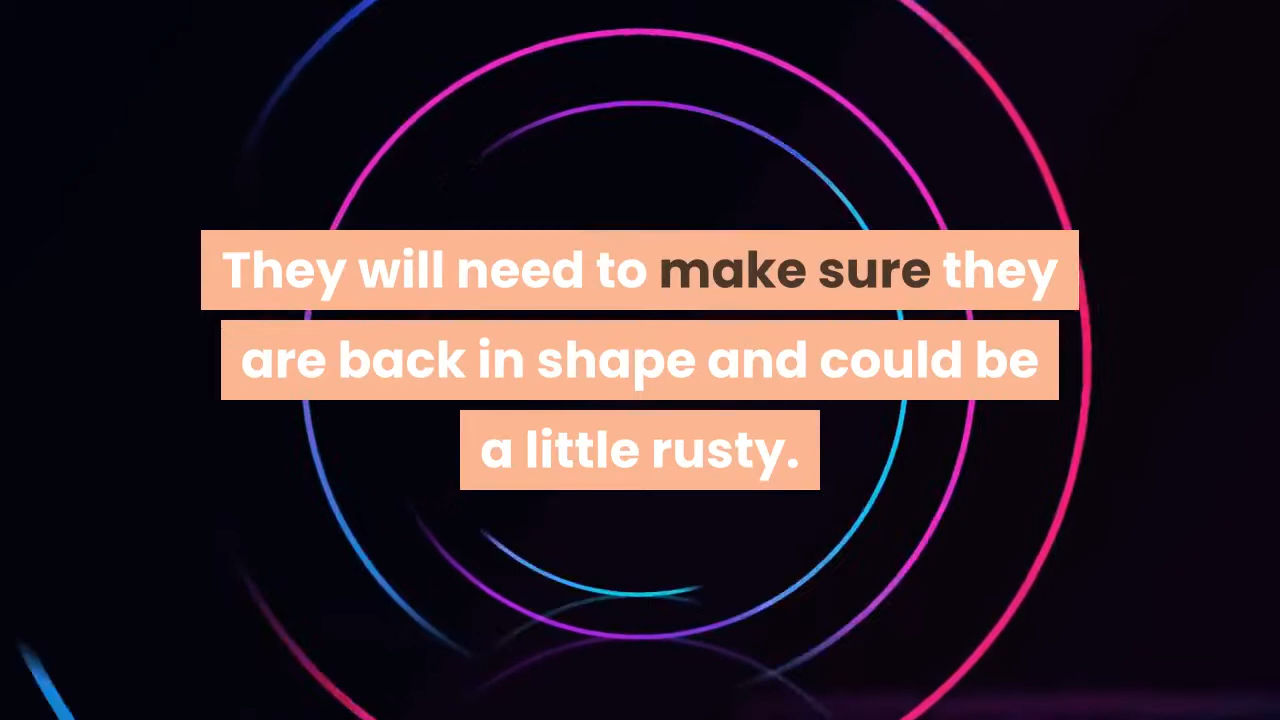 They will need to make sure they
are back in shape and could be
a little rusty.